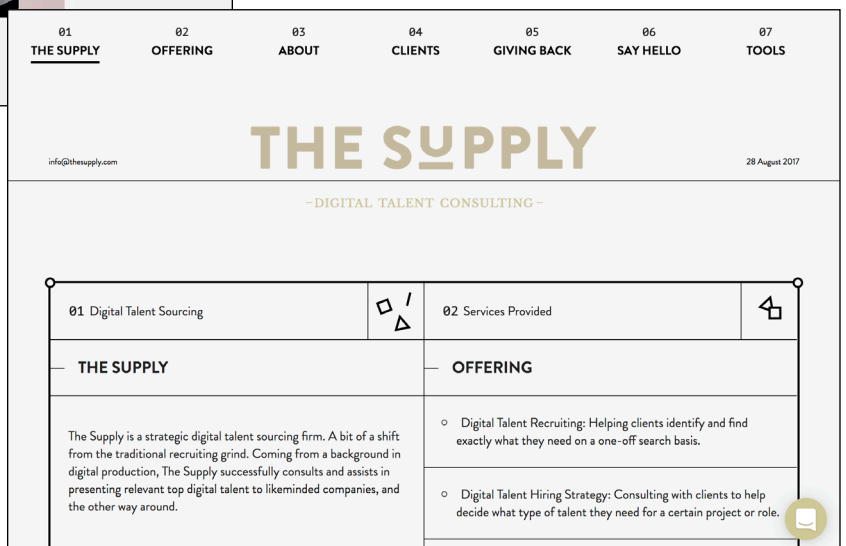 01 02 03 04 05 06 07
THE SUPPLY OFFERING ABOUT CLIENTS GIVING BACK SAY HELLO TOOLS
THE SUPPLY
info@thesupply.com
28 August 2017
–DIGITAL TALENT CONSULTING–
01 Digital Talent Sourcing
02 Services Provided
THE SUPPLY
OFFERING
The Supply is a strategic digital talent sourcing firm. A bit of a shift
from the traditional recruiting grind. Coming from a background in
digital production, The Supply successfully consults and assists in
presenting relevant top digital talent to likeminded companies, and
the other way around.
Digital Talent Recruiting: Helping clients identify and find
exactly what they need on a one-off search basis.
Digital Talent Hiring Strategy: Consulting with clients to help
decide what type of talent they need for a certain project or role.